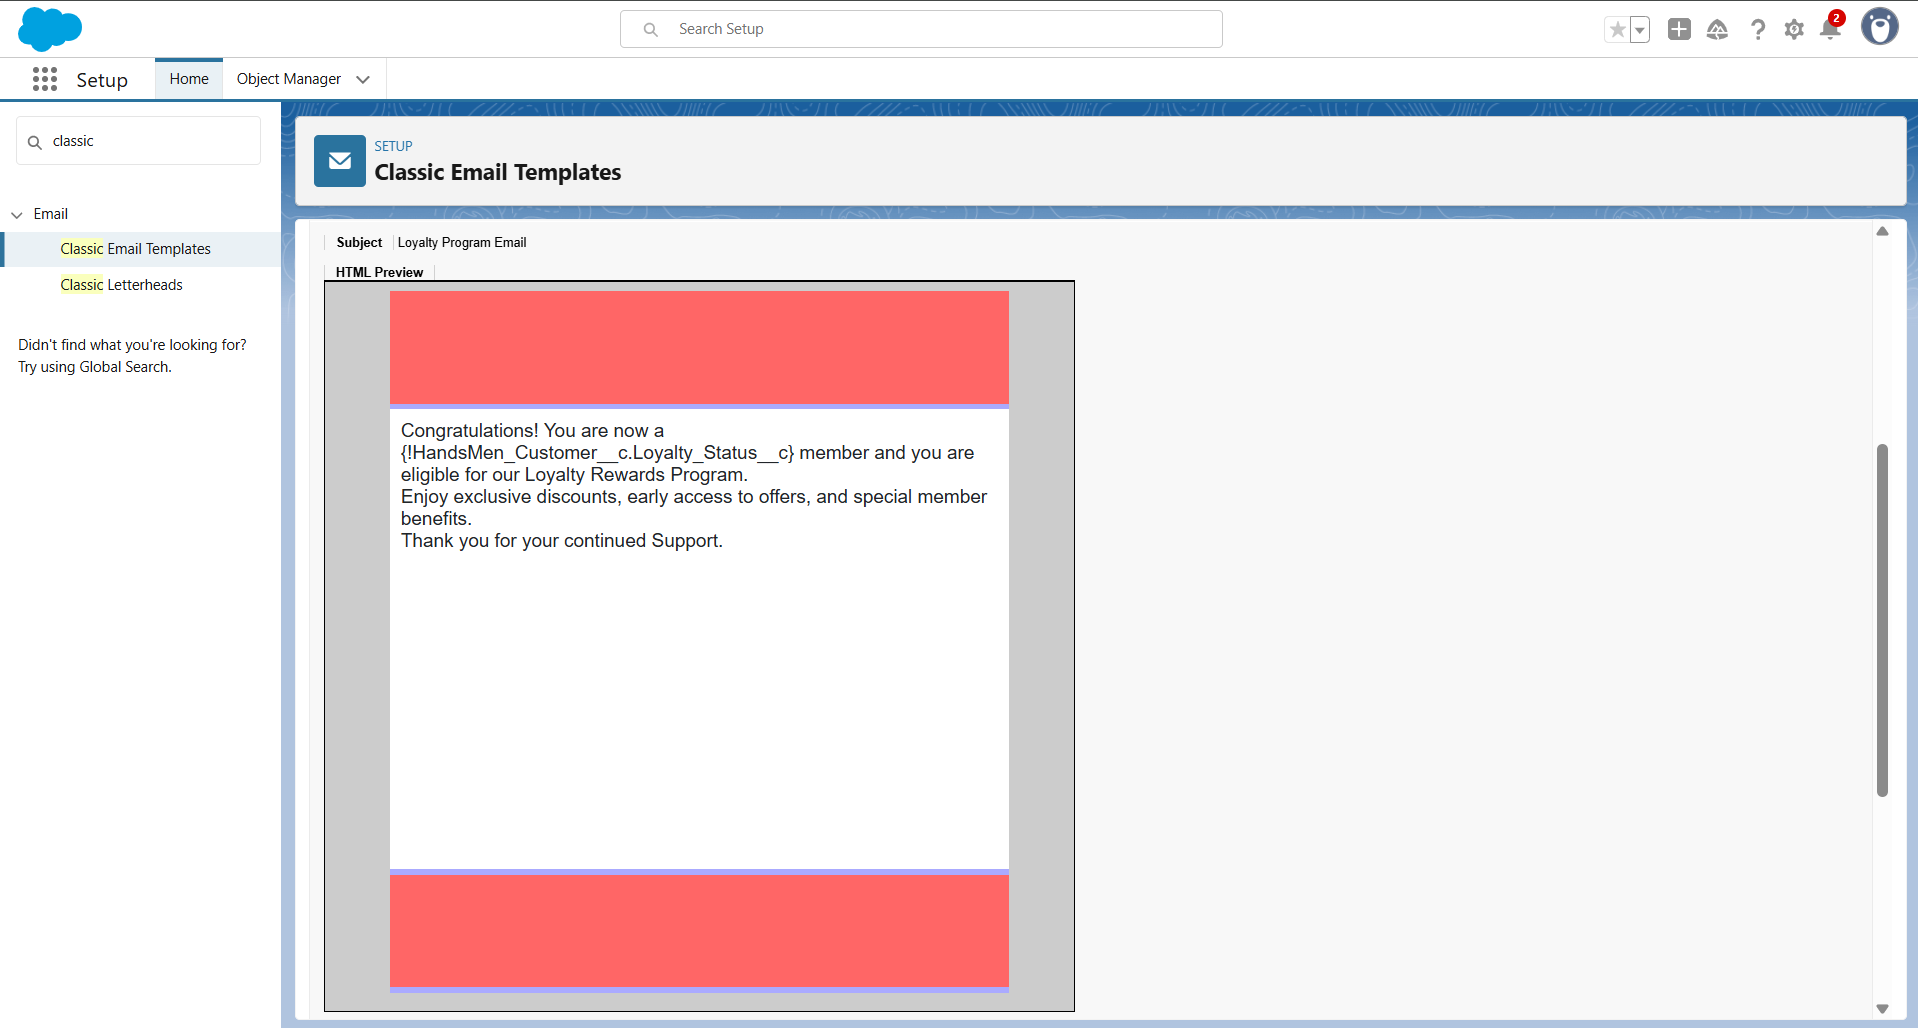 Search Setup
2
Setup
Home
Object Manager
classic
Email
Classic Email Templates
Classic Letterheads
Didn't find what you're looking for?
Try using Global Search.
SETUP
Classic Email Templates
Subject Loyalty Program Email
HTML Preview
Congratulations! You are now a
{!HandsMen_Customer__c.Loyalty_Status__c} member and you are
eligible for our Loyalty Rewards Program.
Enjoy exclusive discounts, early access to offers, and special member
benefits.
Thank you for your continued Support.